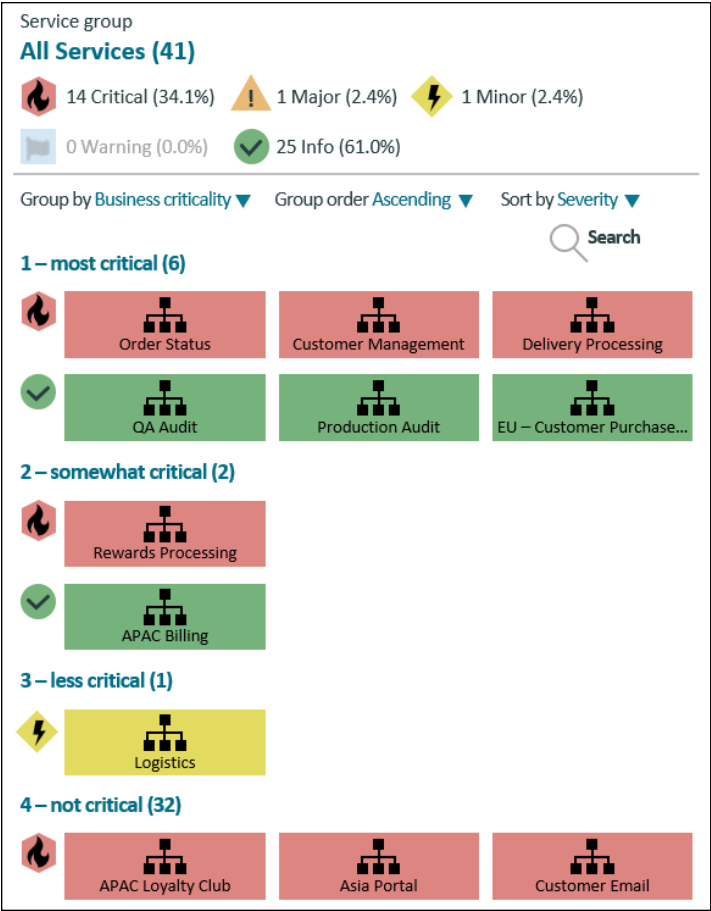 Service group
All Services (41)
14 Critical (34.1%) 1 Major (2.4%) 1 Minor (2.4%)
0 Warning (0.0%) 25 Info (61.0%)
Group by Business criticality ▼ Group order Ascending ▼ Sort by Severity ▼
Search
1 – most critical (6)
Order Status Customer Management Delivery Processing
QA Audit Production Audit EU – Customer Purchase...
2 – somewhat critical (2)
Rewards Processing
APAC Billing
3 – less critical (1)
Logistics
4 – not critical (32)
APAC Loyalty Club Asia Portal Customer Email